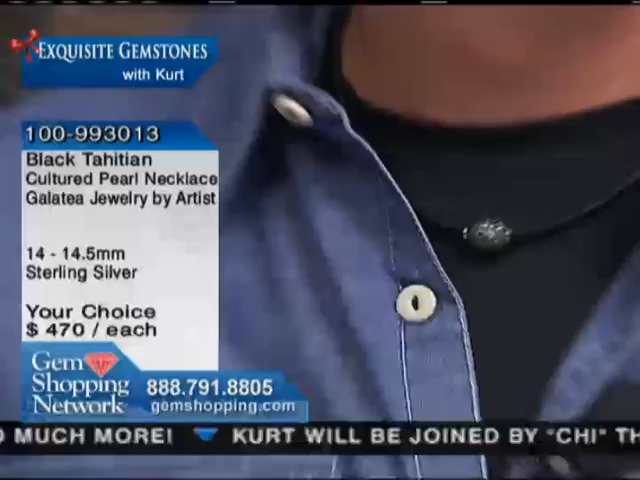 EXQUISITE GEMSTONES
with Kurt
100-993013
Black Tahitian
Cultured Pearl Necklace
Galatea Jewelry by Artist
14 - 14.5mm
Sterling Silver
Your Choice
$ 470 / each
Gem
Shopping
Network
888.791.8805
gemshopping.com
MUCH MORE! KURT WILL BE JOINED BY "CHI"